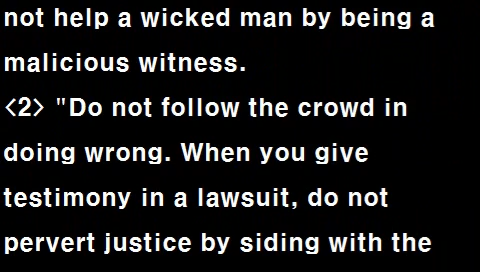 not help a wicked man by being a
malicious witness.
<2> "Do not follow the crowd in
doing wrong. When you give
testimony in a lawsuit, do not
pervert justice by siding with the